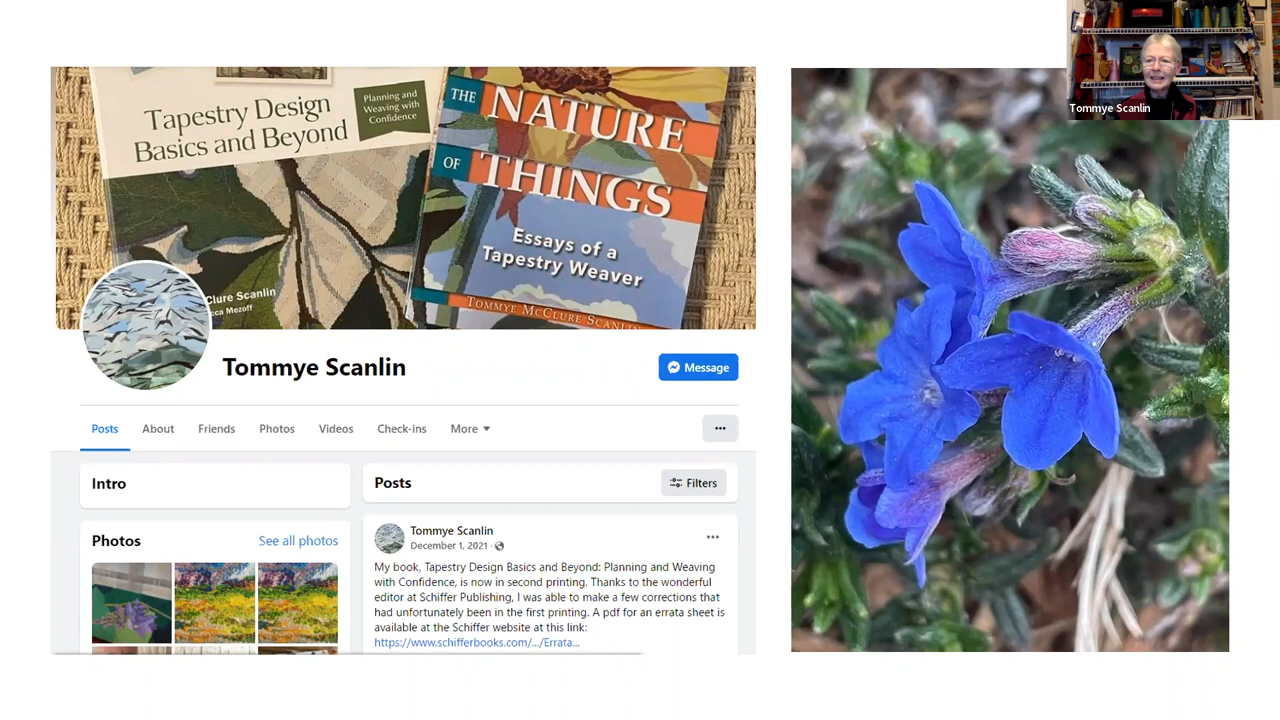 Tapestry Design
Basics and Beyond
Planning and
Weaving with
Confidence
Clure Scanlin
cca Mezoff
THE NATURE
OF THINGS
Essays of a
Tapestry Weaver
TOMMYE MCCLURE SCANLIN
Tommye Scanlin
Tommye Scanlin
Message
Posts
About
Friends
Photos
Videos
Check-ins
More
Intro
Posts
Filters
Photos
See all photos
Tommye Scanlin
December 1, 2021 ·
My book, Tapestry Design Basics and Beyond: Planning and Weaving
with Confidence, is now in second printing. Thanks to the wonderful
editor at Schiffer Publishing, I was able to make a few corrections that
had unfortunately been in the first printing. A pdf for an errata sheet is
available at the Schiffer website at this link:
https://www.schifferbooks.com/.../Errata...